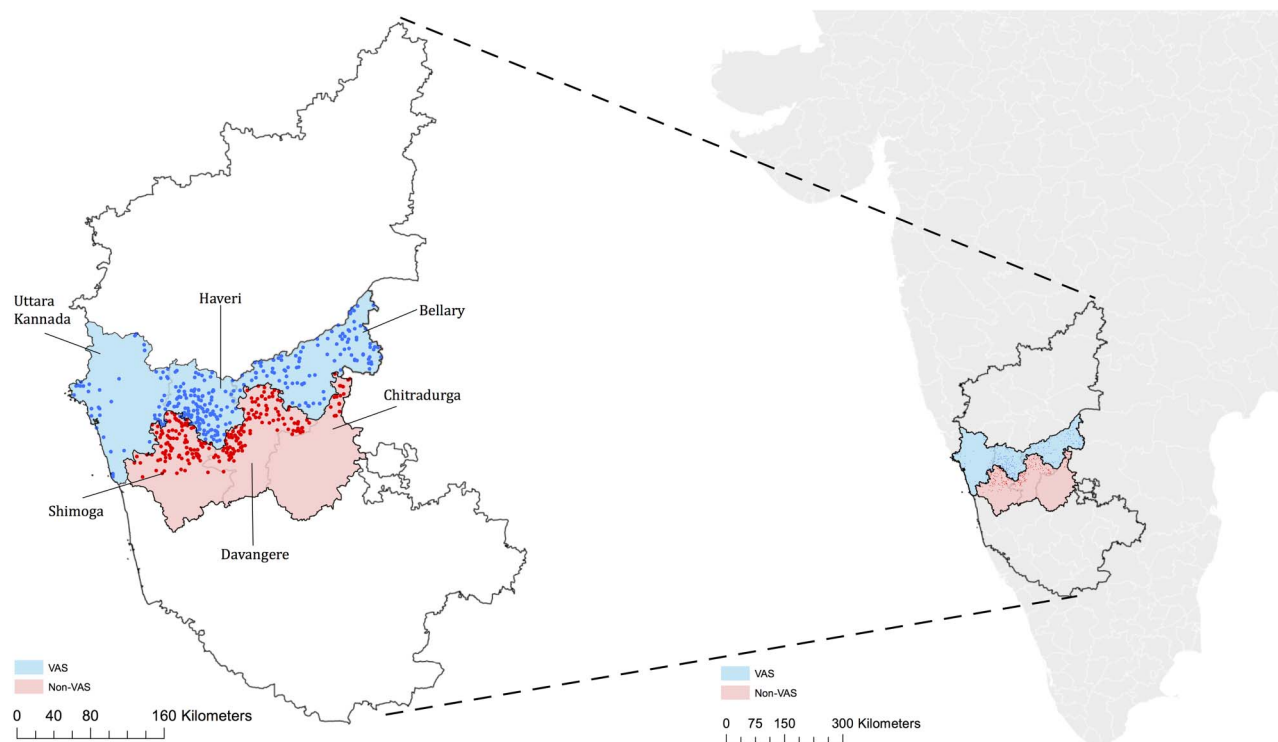 Uttara
Kannada
Haveri
Bellary
Chitradurga
Shimoga
Davangere
VAS
Non-VAS
0 40 80 160 Kilometers
VAS
Non-VAS
0 75 150 300 Kilometers